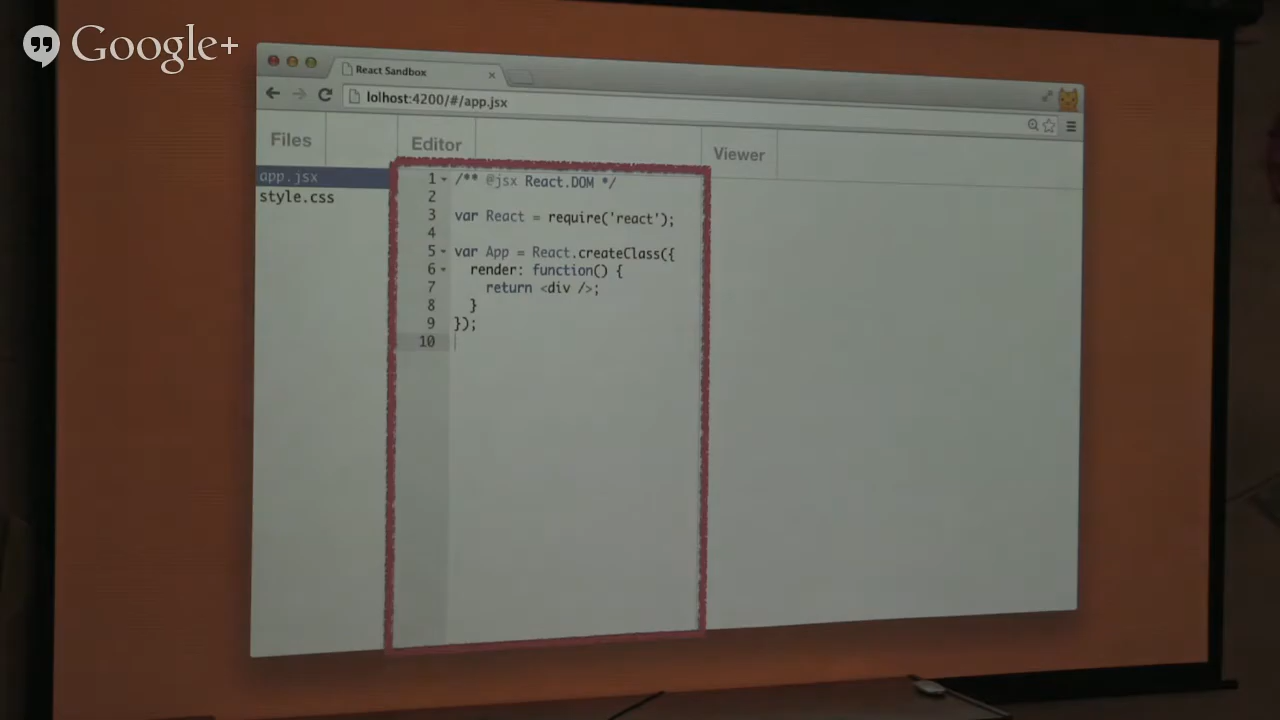 Google+
React Sandbox
lolhost:4200/#/app.jsx
Files
Editor
Viewer
app.jsx
style.css
1 /** @jsx React.DOM */
2
3 var React = require('react');
4
5 var App = React.createClass({
6 render: function() {
7 return <div />;
8 }
9 });
10